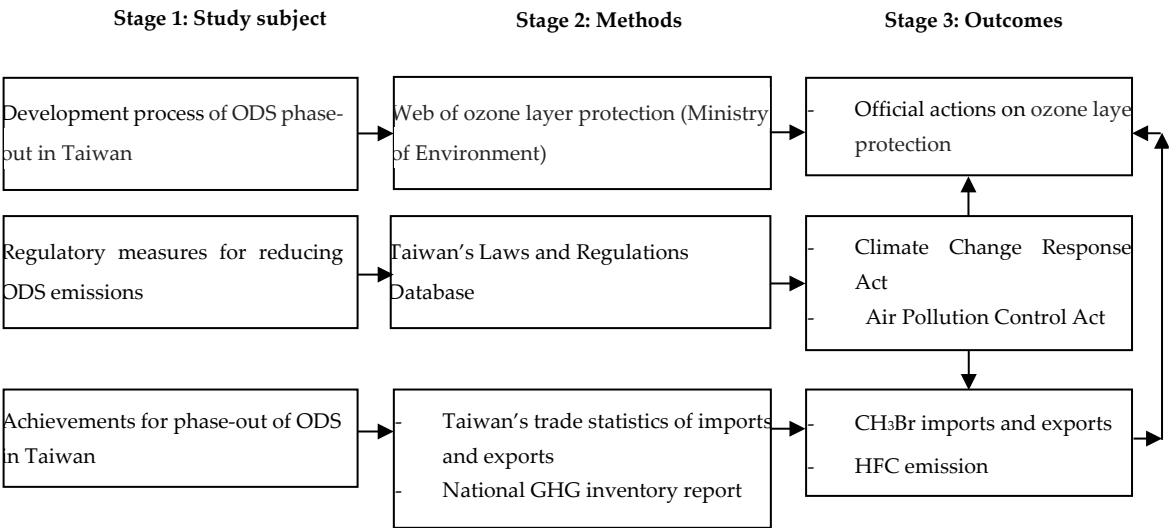 Stage 1: Study subject
Stage 2: Methods
Stage 3: Outcomes
Development process of ODS phase-
out in Taiwan
Web of ozone layer protection (Ministry
of Environment)
- Official actions on ozone laye
protection
Regulatory measures for reducing
ODS emissions
Taiwan's Laws and Regulations
Database
- Climate Change Response
Act
- Air Pollution Control Act
Achievements for phase-out of ODS
in Taiwan
- Taiwan's trade statistics of imports
and exports
- National GHG inventory report
- CH3Br imports and exports
- HFC emission